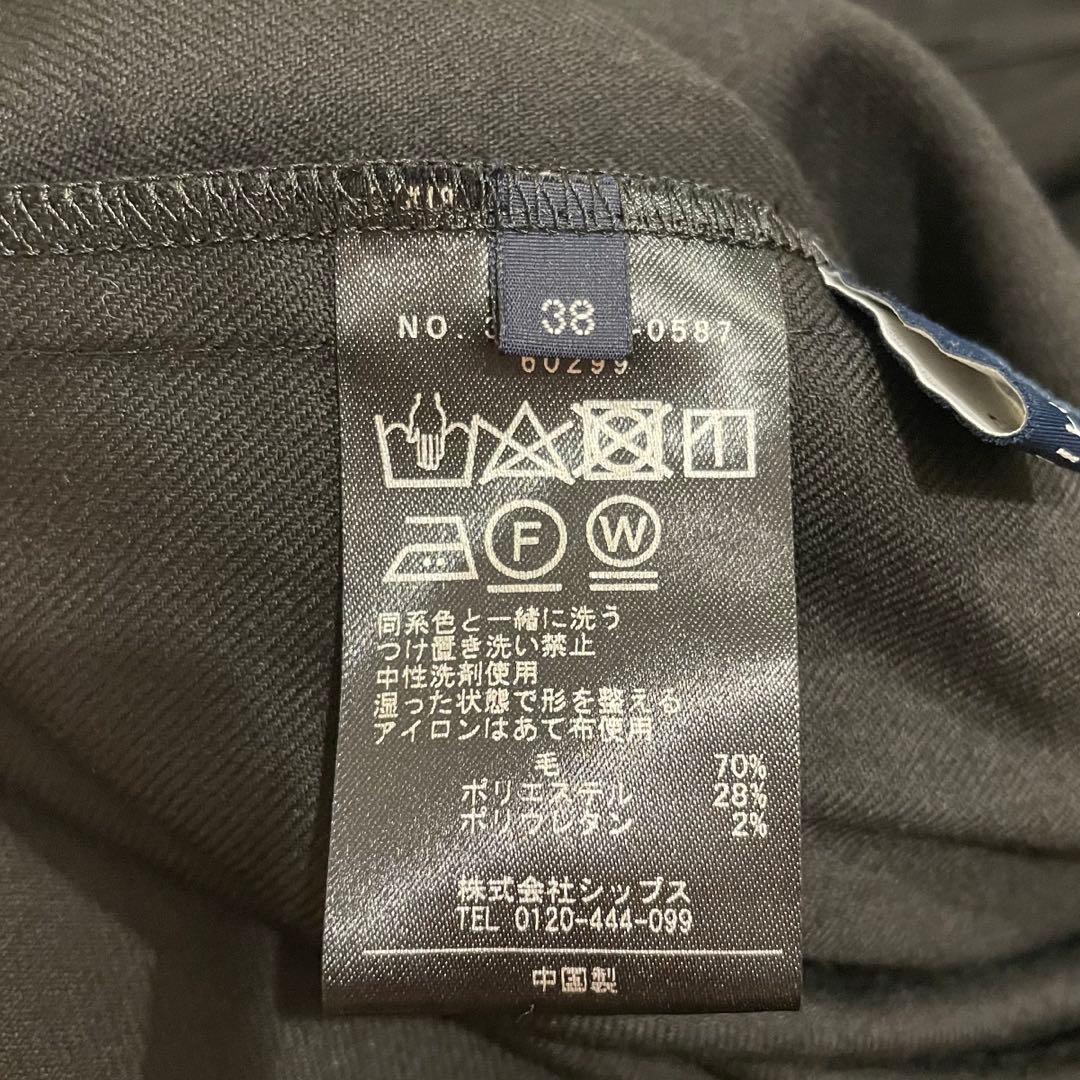 38
NO. -0587
60299
F W
同系色と一緒に洗う
つけ置き洗い禁止
中性洗剤使用
湿った状態で形を整える
アイロンはあて布使用
毛 70%
ポリエステル 28%
ポリウレタン 2%
株式会社シップス
TEL 0120-444-099
中国製